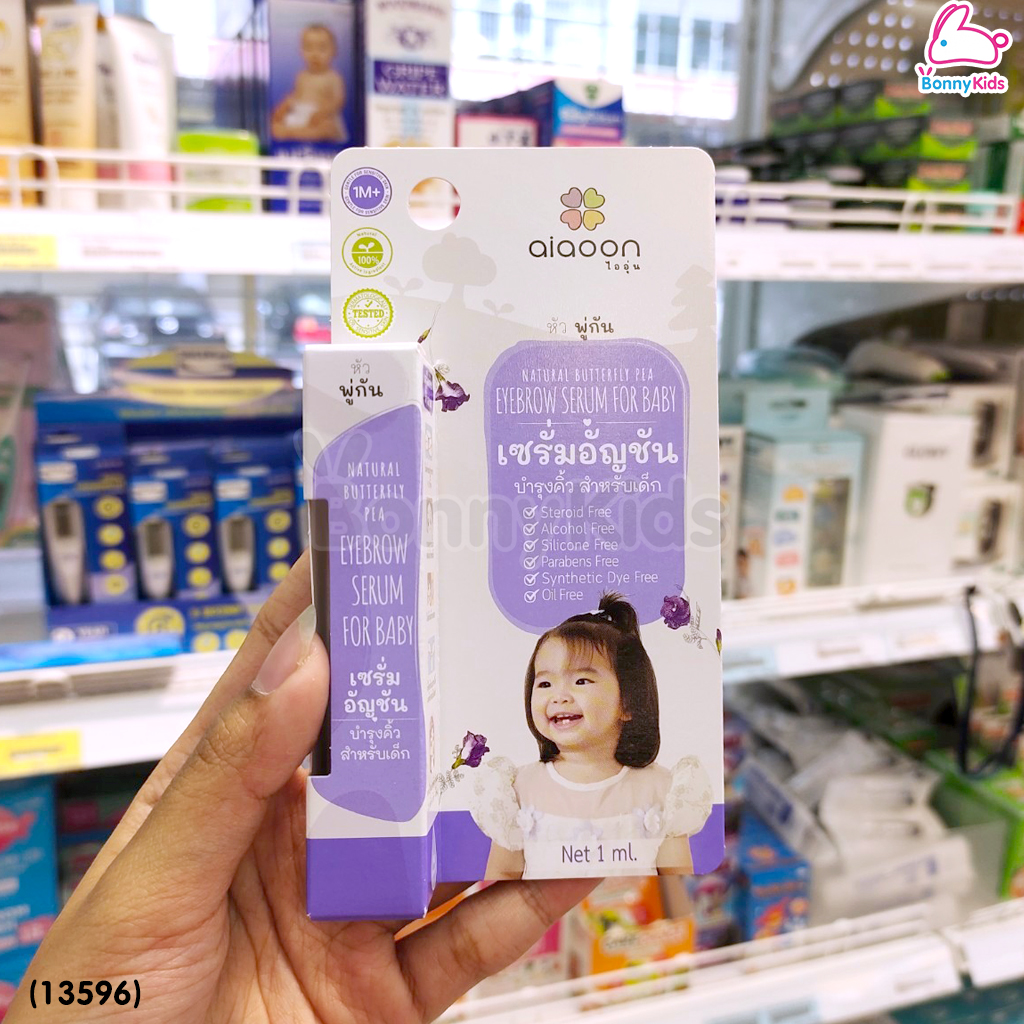 BonnyKids
GRIPE
WATER
1M+
Natural
100%
TESTED
aiaoon
ไออุ่น
หัว พู่กัน
NATURAL BUTTERFLY PEA
EYEBROW SERUM FOR BABY
เซรั่มอัญชัน
บำรุงคิ้ว สำหรับเด็ก
Steroid Free
Alcohol Free
Silicone Free
Parabens Free
Synthetic Dye Free
Oil Free
Net 1 ml.
หัว
พู่กัน
NATURAL
BUTTERFLY
PEA
EYEBROW
SERUM
FOR BABY
เซรั่ม
อัญชัน
บำรุงคิ้ว
สำหรับเด็ก
BonnyKids
(13596)